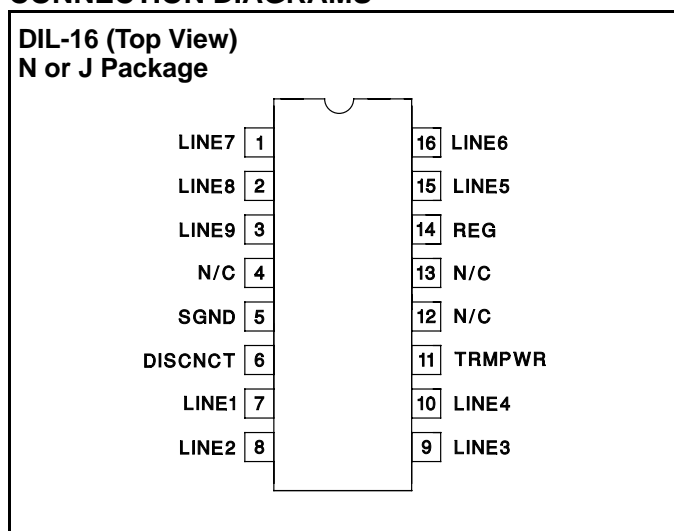 CONNECTION DIAGRAMS
DIL-16 (Top View)
N or J Package
LINE7 1 16 LINE6
LINE8 2 15 LINE5
LINE9 3 14 REG
N/C 4 13 N/C
SGND 5 12 N/C
DISCNCT 6 11 TRMPWR
LINE1 7 10 LINE4
LINE2 8 9 LINE3